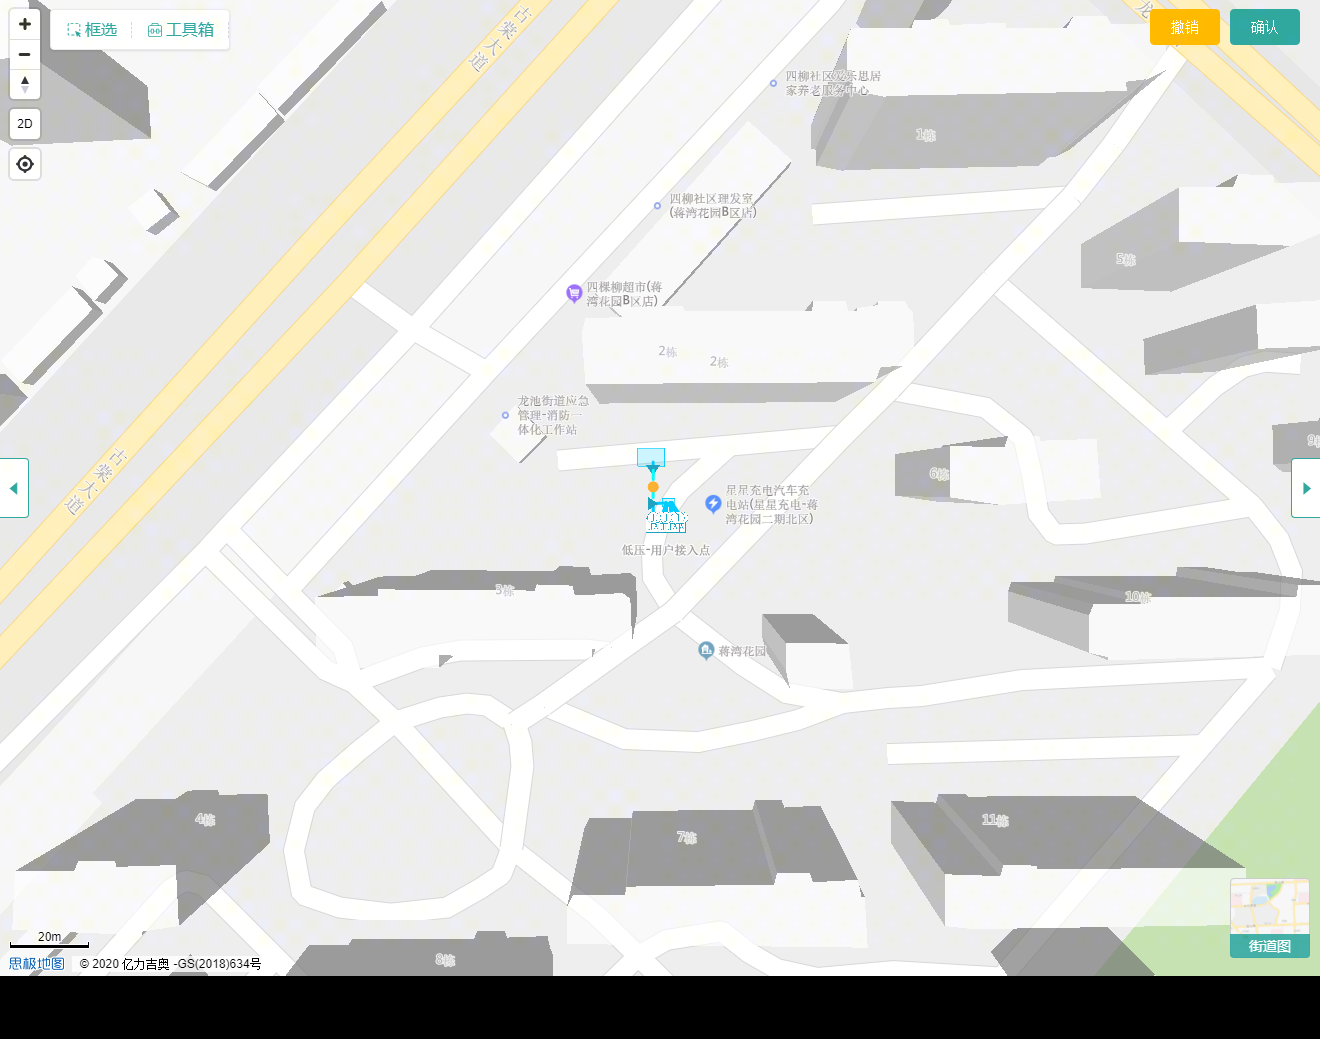 框选
工具箱
撤销
确认
2D
古棠大道
龙
四柳社区爱乐思居
家养老服务中心
1栋
四柳社区理发室
(蒋湾花园B区店)
5栋
四棵柳超市(蒋
湾花园B区店)
2栋
2栋
龙池街道应急
管理-消防一
体化工作站
古棠大道
9
6栋
星星充电汽车充
电站(星星充电-蒋
湾花园二期北区)
低压-用户接入点
3栋
10栋
蒋湾花园
4栋
7栋
11栋
20m
8栋
街道图
思极地图
© 2020 亿力吉奥 -GS(2018)634号